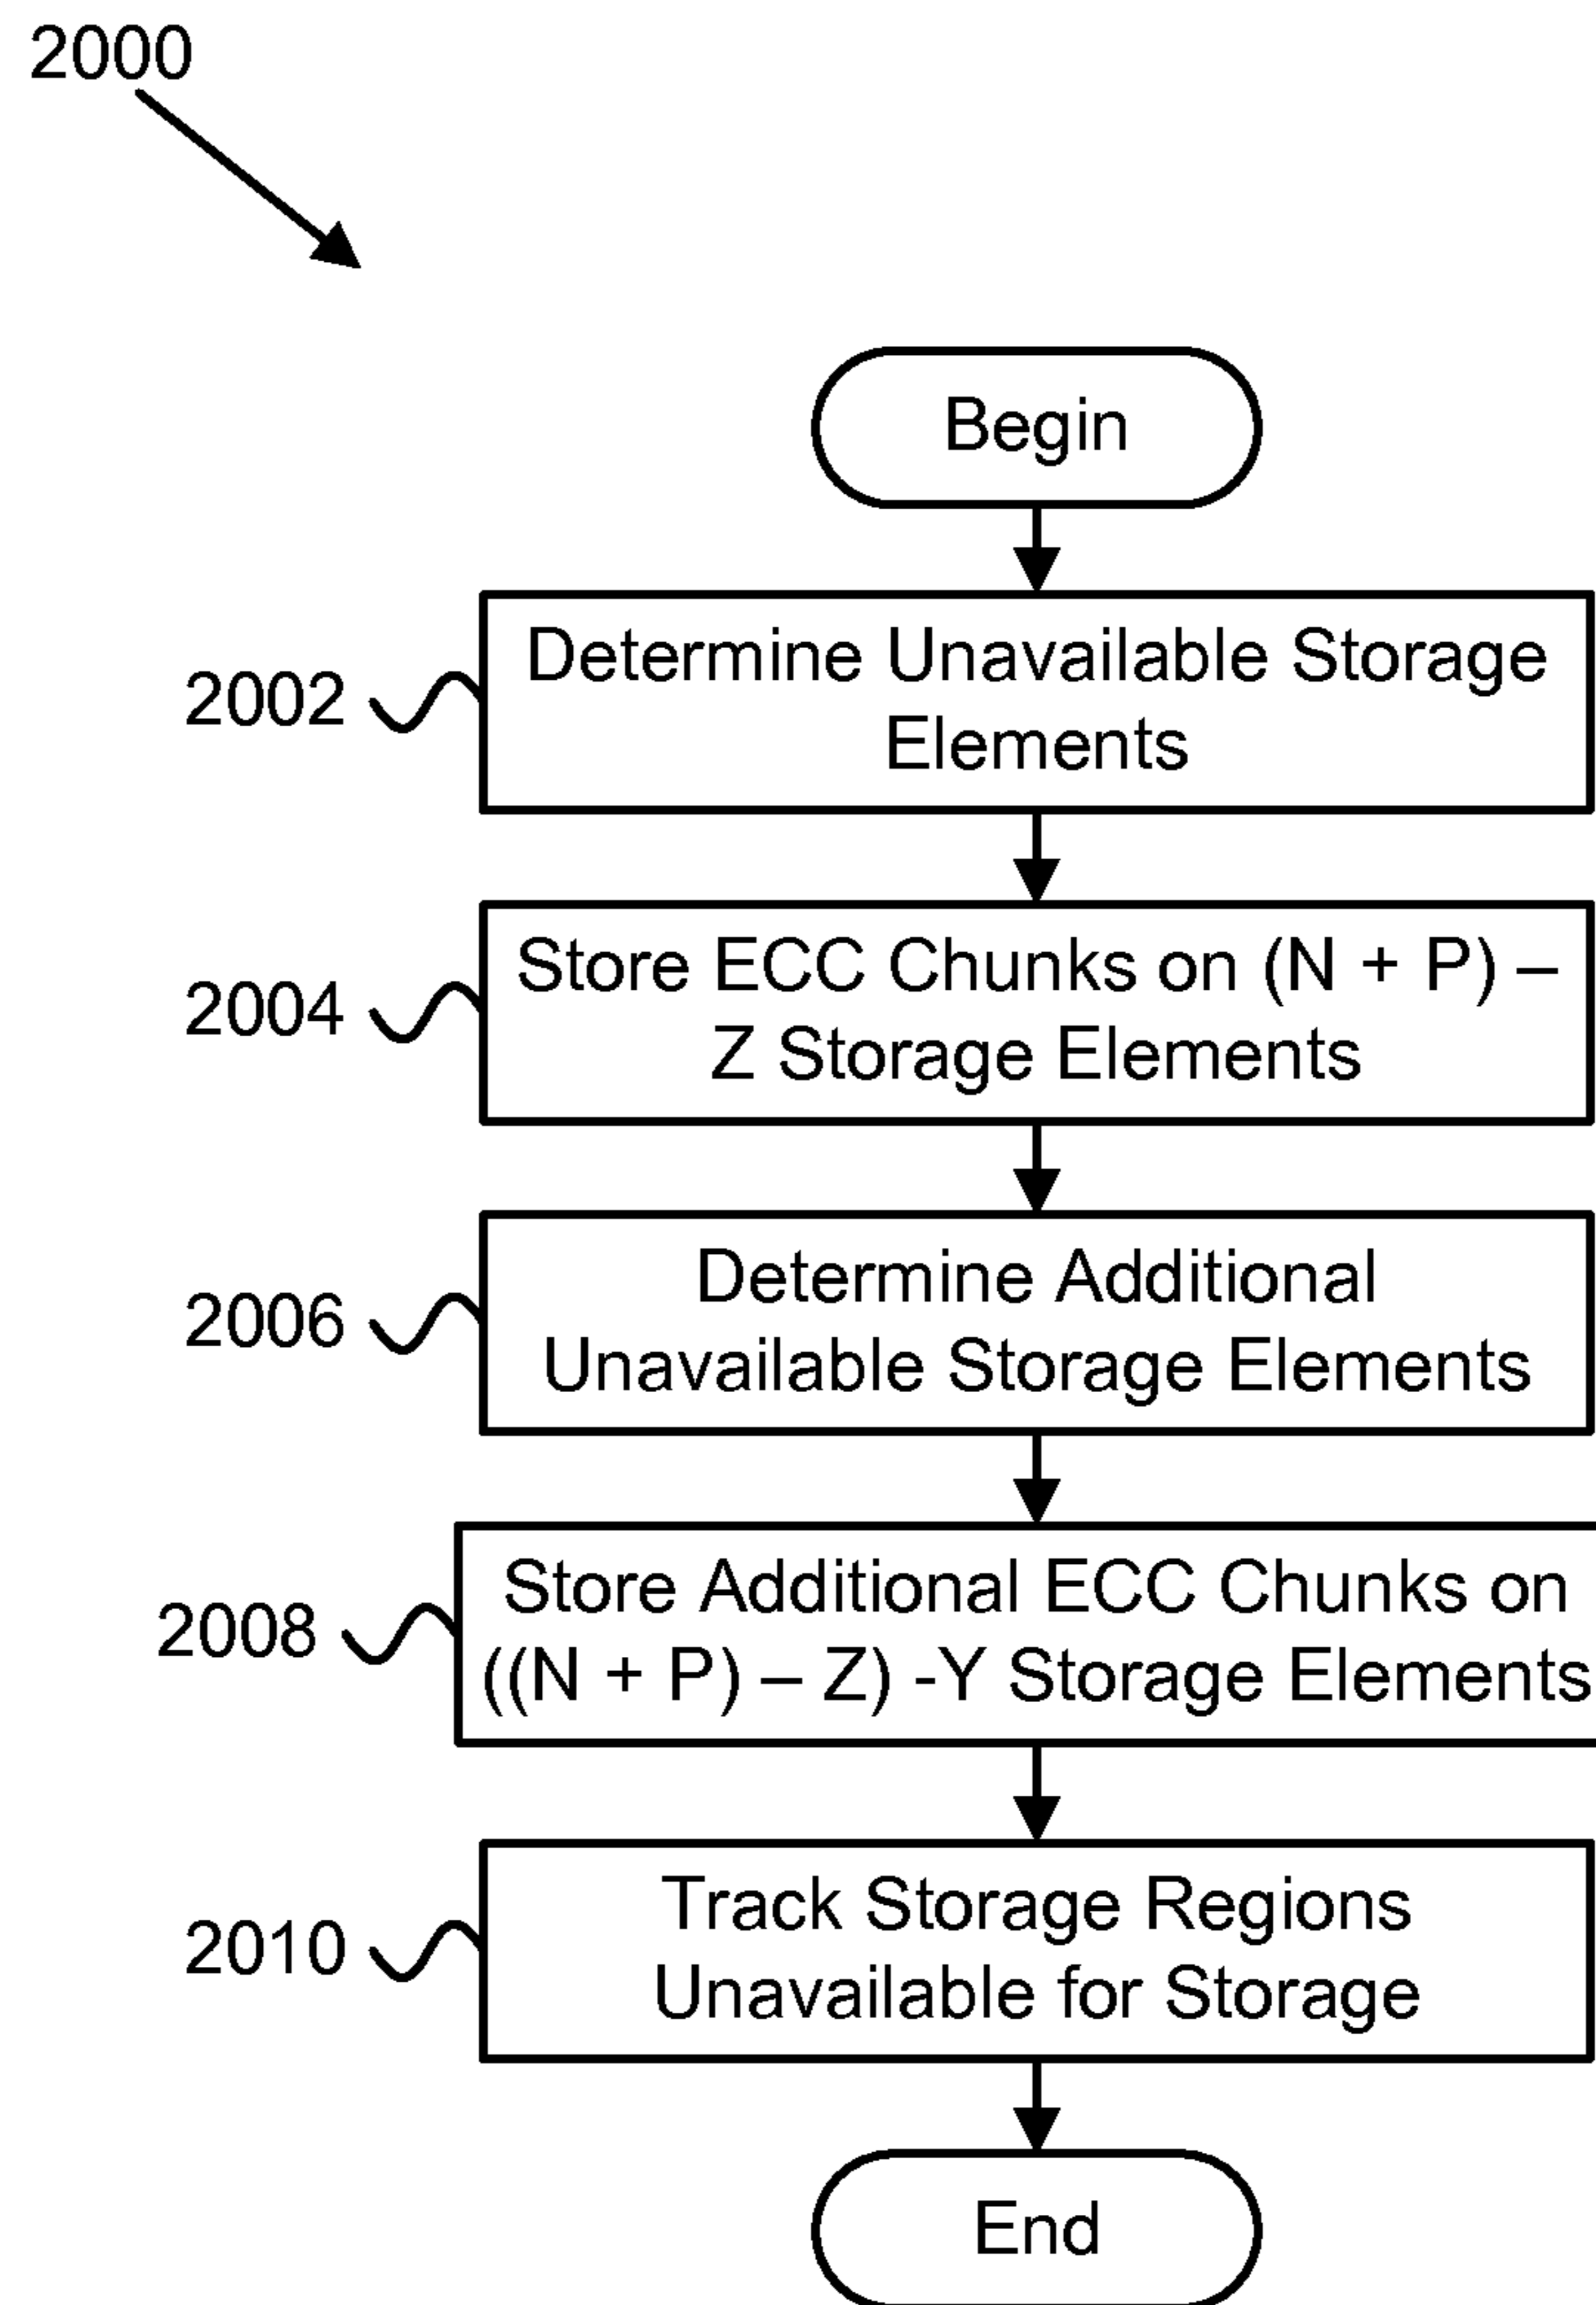 2000
Begin
2002
Determine Unavailable Storage
Elements
2004
Store ECC Chunks on (N + P) –
Z Storage Elements
2006
Determine Additional
Unavailable Storage Elements
2008
Store Additional ECC Chunks on
((N + P) – Z) -Y Storage Elements
2010
Track Storage Regions
Unavailable for Storage
End